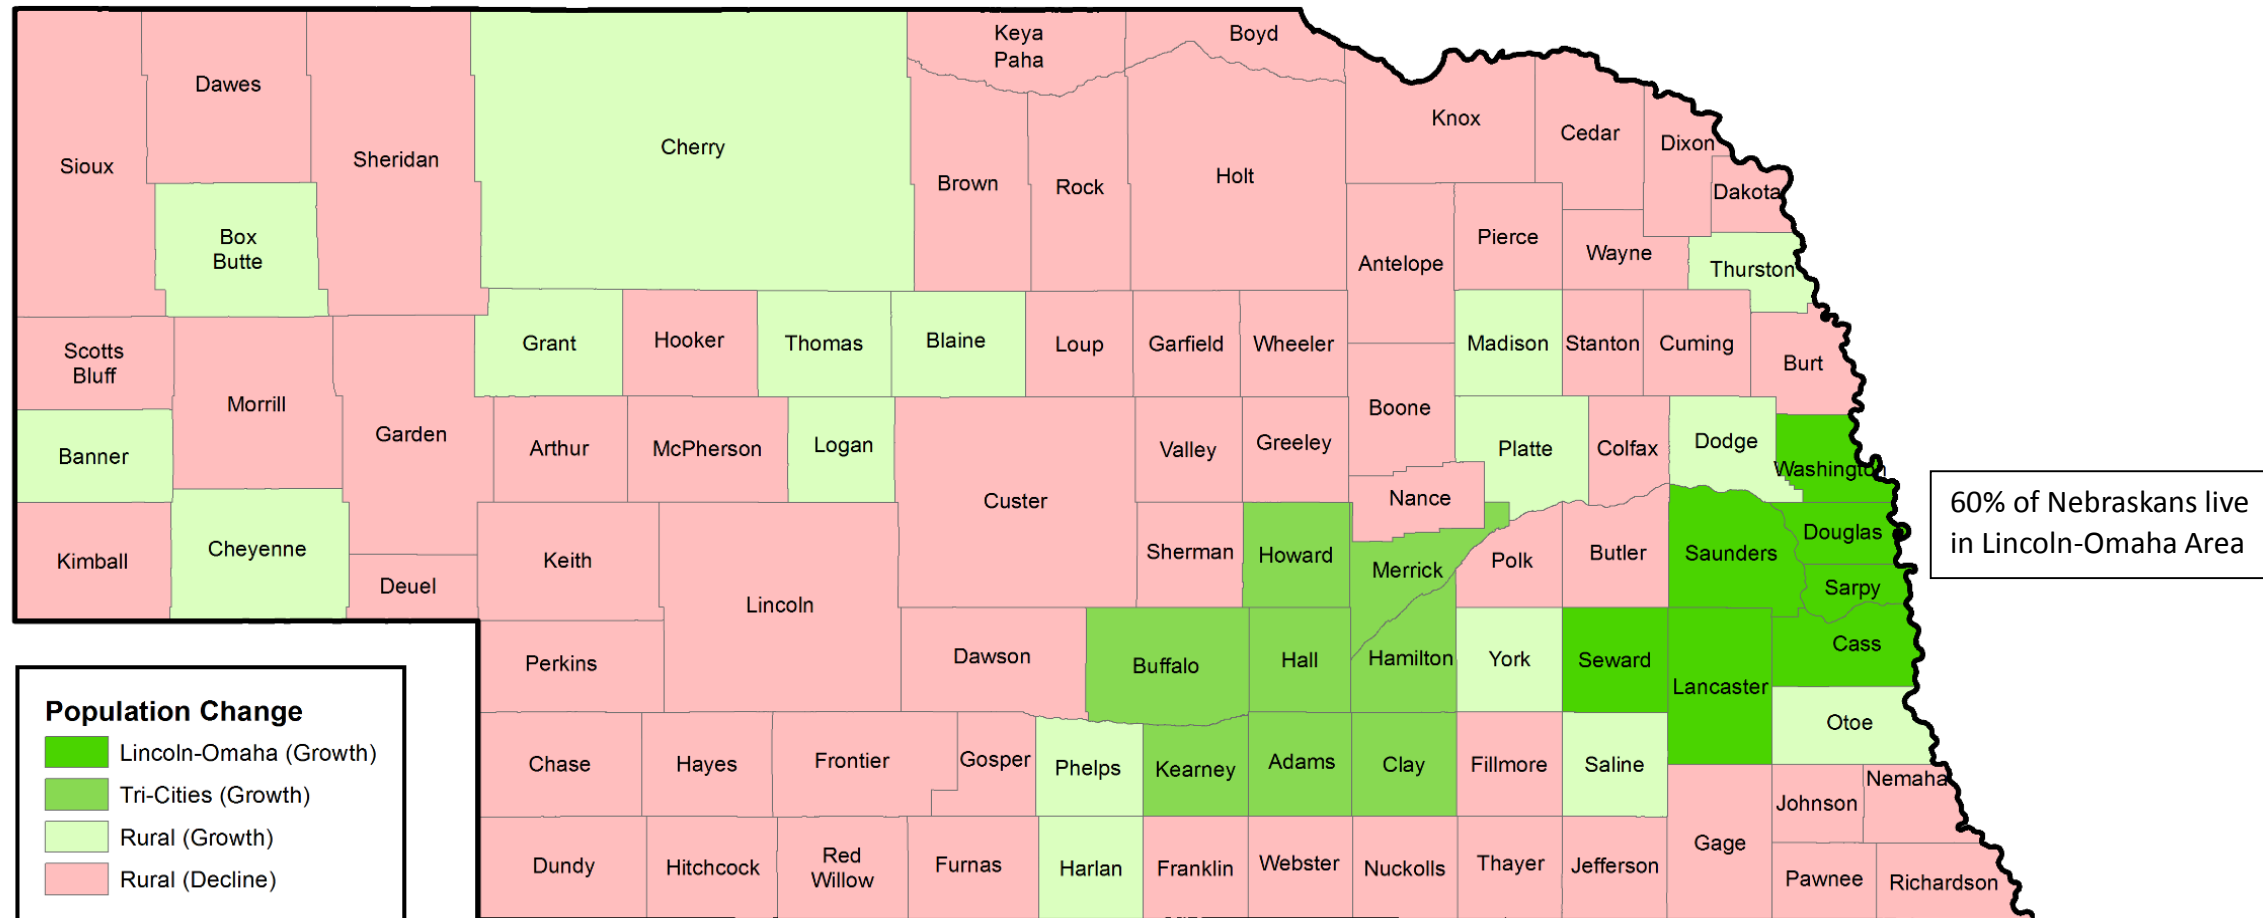 Keya
Paha
Boyd
Dawes
Knox
Cedar
Dixon
Cherry
Sheridan
Sioux
Holt
Brown
Rock
Dakota
Box
Butte
Pierce
Wayne
Antelope
Thurston
Grant
Hooker
Thomas
Blaine
Loup
Garfield
Wheeler
Madison
Stanton
Cuming
Burt
Scotts
Bluff
Morrill
Garden
Boone
Arthur
McPherson
Logan
Valley
Greeley
Platte
Colfax
Dodge
Washington
Banner
Custer
Nance
60% of Nebraskans live
in Lincoln-Omaha Area
Kimball
Cheyenne
Deuel
Keith
Lincoln
Sherman
Howard
Merrick
Polk
Butler
Saunders
Douglas
Sarpy
Cass
Perkins
Dawson
Buffalo
Hall
Hamilton
York
Seward
Lancaster
Otoe
Population Change
Lincoln-Omaha (Growth)
Tri-Cities (Growth)
Rural (Growth)
Rural (Decline)
Chase
Hayes
Frontier
Gosper
Phelps
Kearney
Adams
Clay
Fillmore
Saline
Johnson
Nemaha
Dundy
Hitchcock
Red
Willow
Furnas
Harlan
Franklin
Webster
Nuckolls
Thayer
Jefferson
Gage
Pawnee
Richardson